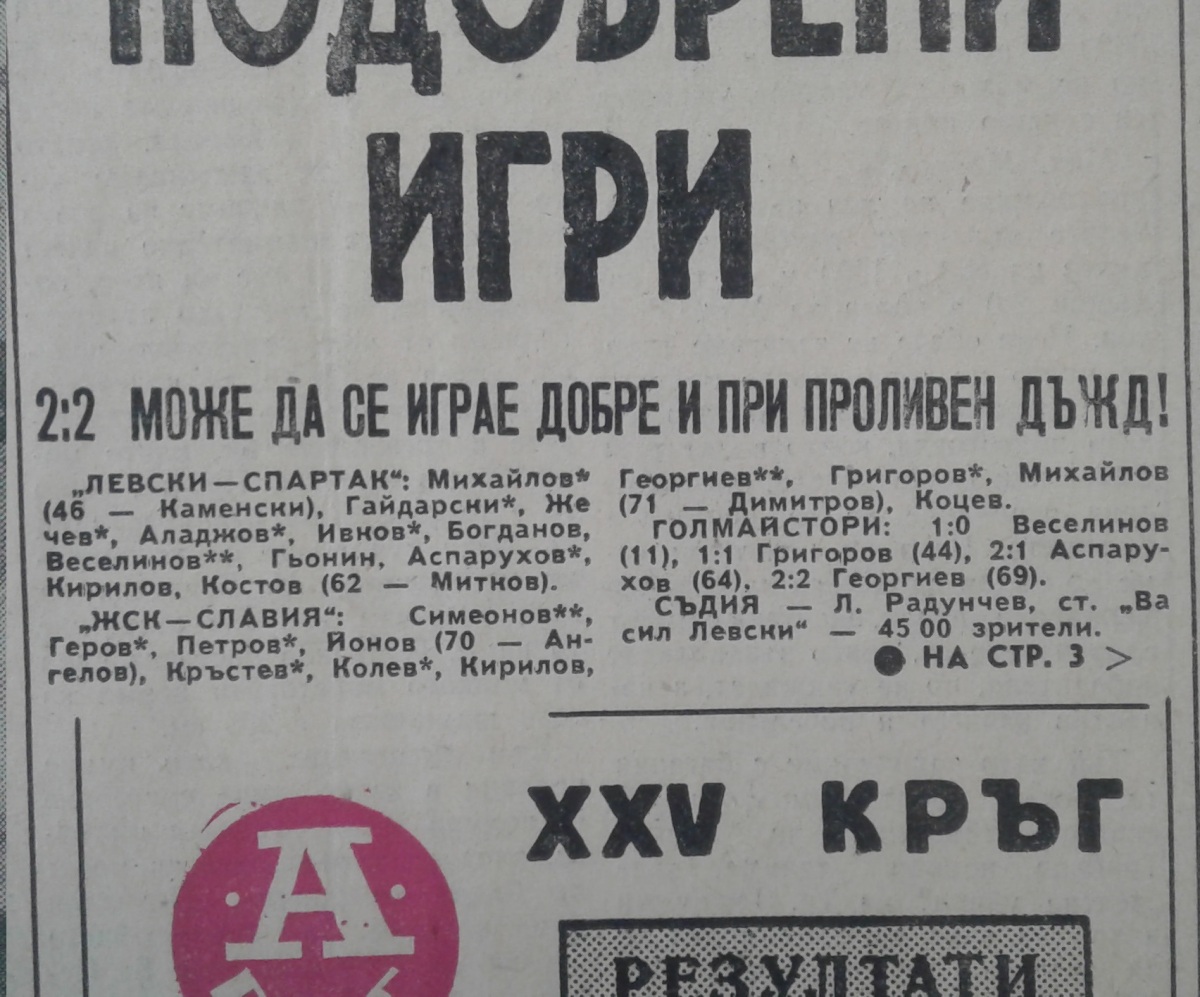 ПОДОБРЕНИ
ИГРИ
2:2 МОЖЕ ДА СЕ ИГРАЕ ДОБРЕ И ПРИ ПРОЛИВЕН ДЪЖД!
„ЛЕВСКИ—СПАРТАК“: Михайлов*
(46 — Каменски), Гайдарски*, Же
чев*, Аладжов*, Ивков*, Богданов,
Веселинов**, Гьонин, Аспарухов*,
Кирилов, Костов (62 — Митков).
„ЖСК—СЛАВИЯ“: Симеонов**,
Геров*, Петров*, Йонов (70 — Ан-
гелов), Кръстев*, Колев*, Кирилов,
Георгиев**, Григоров*, Михайлов
(71 — Димитров), Коцев.
ГОЛМАЙСТОРИ: 1:0 Веселинов
(11), 1:1 Григоров (44), 2:1 Аспару-
хов (64), 2:2 Георгиев (69).
СЪДИЯ — Л. Радунчев, ст. „Ва
сил Левски“ — 45 00 зрители.
● НА СТР. 3 >
XXV КРЪГ
А
РЕЗУЛТАТИ